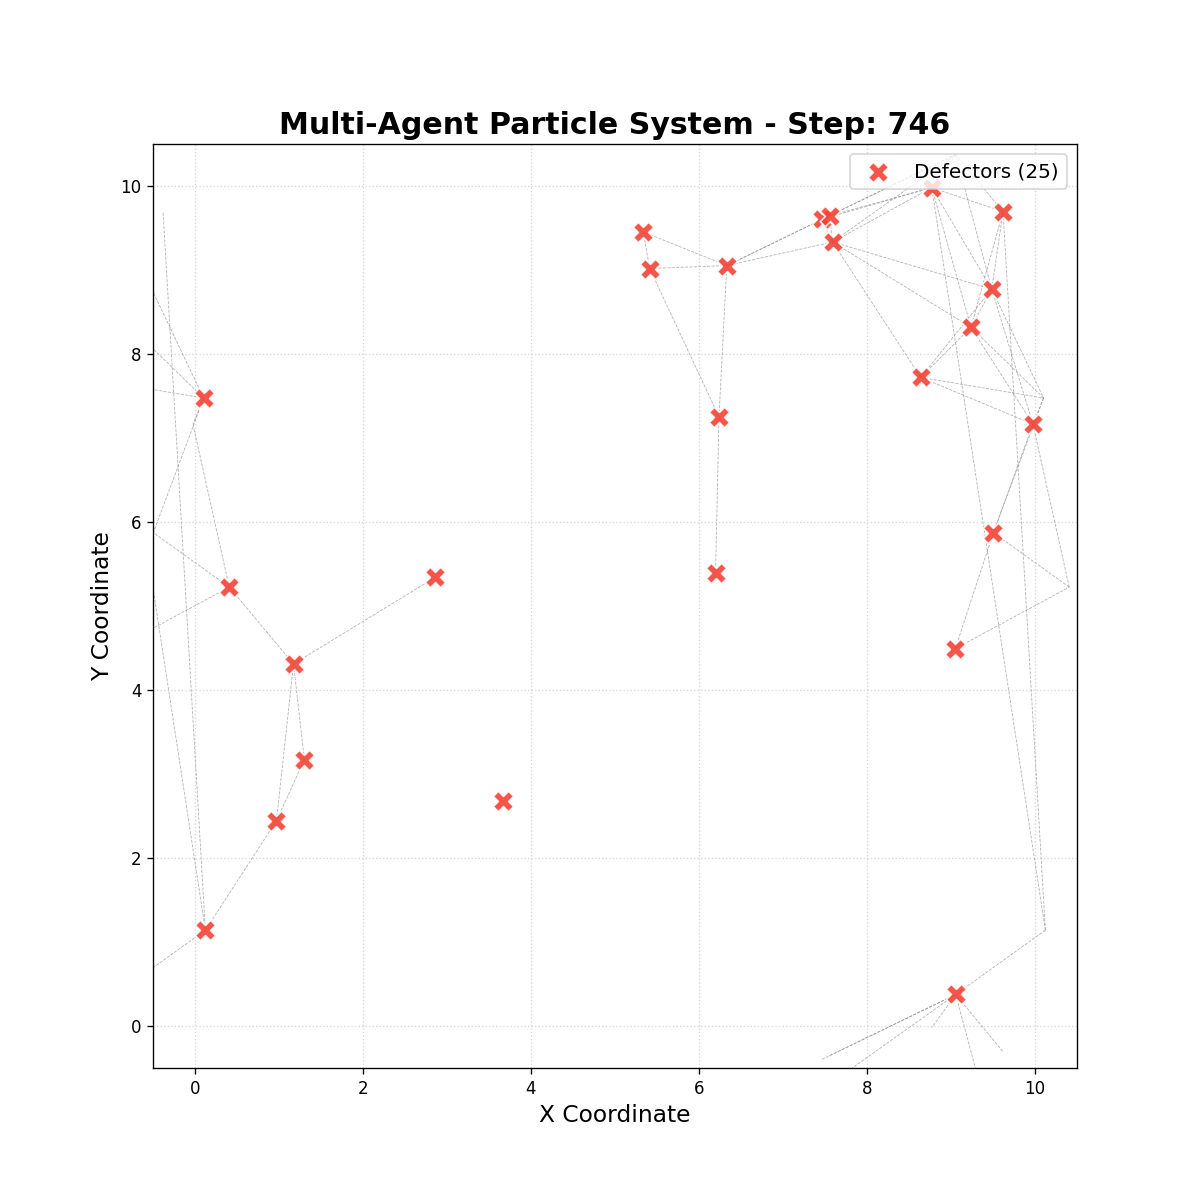 Multi-Agent Particle System - Step: 746
Defectors (25)
10
8
6
4
2
0
Y Coordinate
0 2 4 6 8 10
X Coordinate